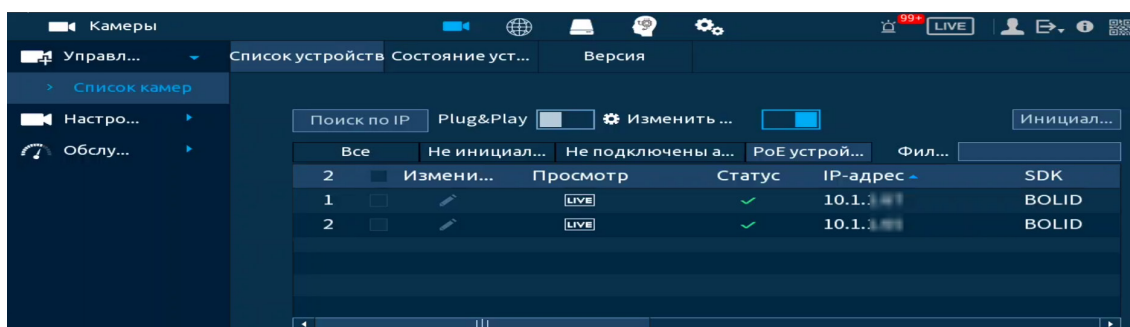 Камеры 99+ LIVE
Управл... Список устройств Состояние уст... Версия
> Список камер
Настро... Поиск по IP Plug&Play Изменить ... Инициал...
Обслу... Все Не инициал... Не подключены а... PoE устрой... Фил...
2 Измени... Просмотр Статус IP-адрес SDK
1 LIVE 10.1. BOLID
2 LIVE 10.1. BOLID